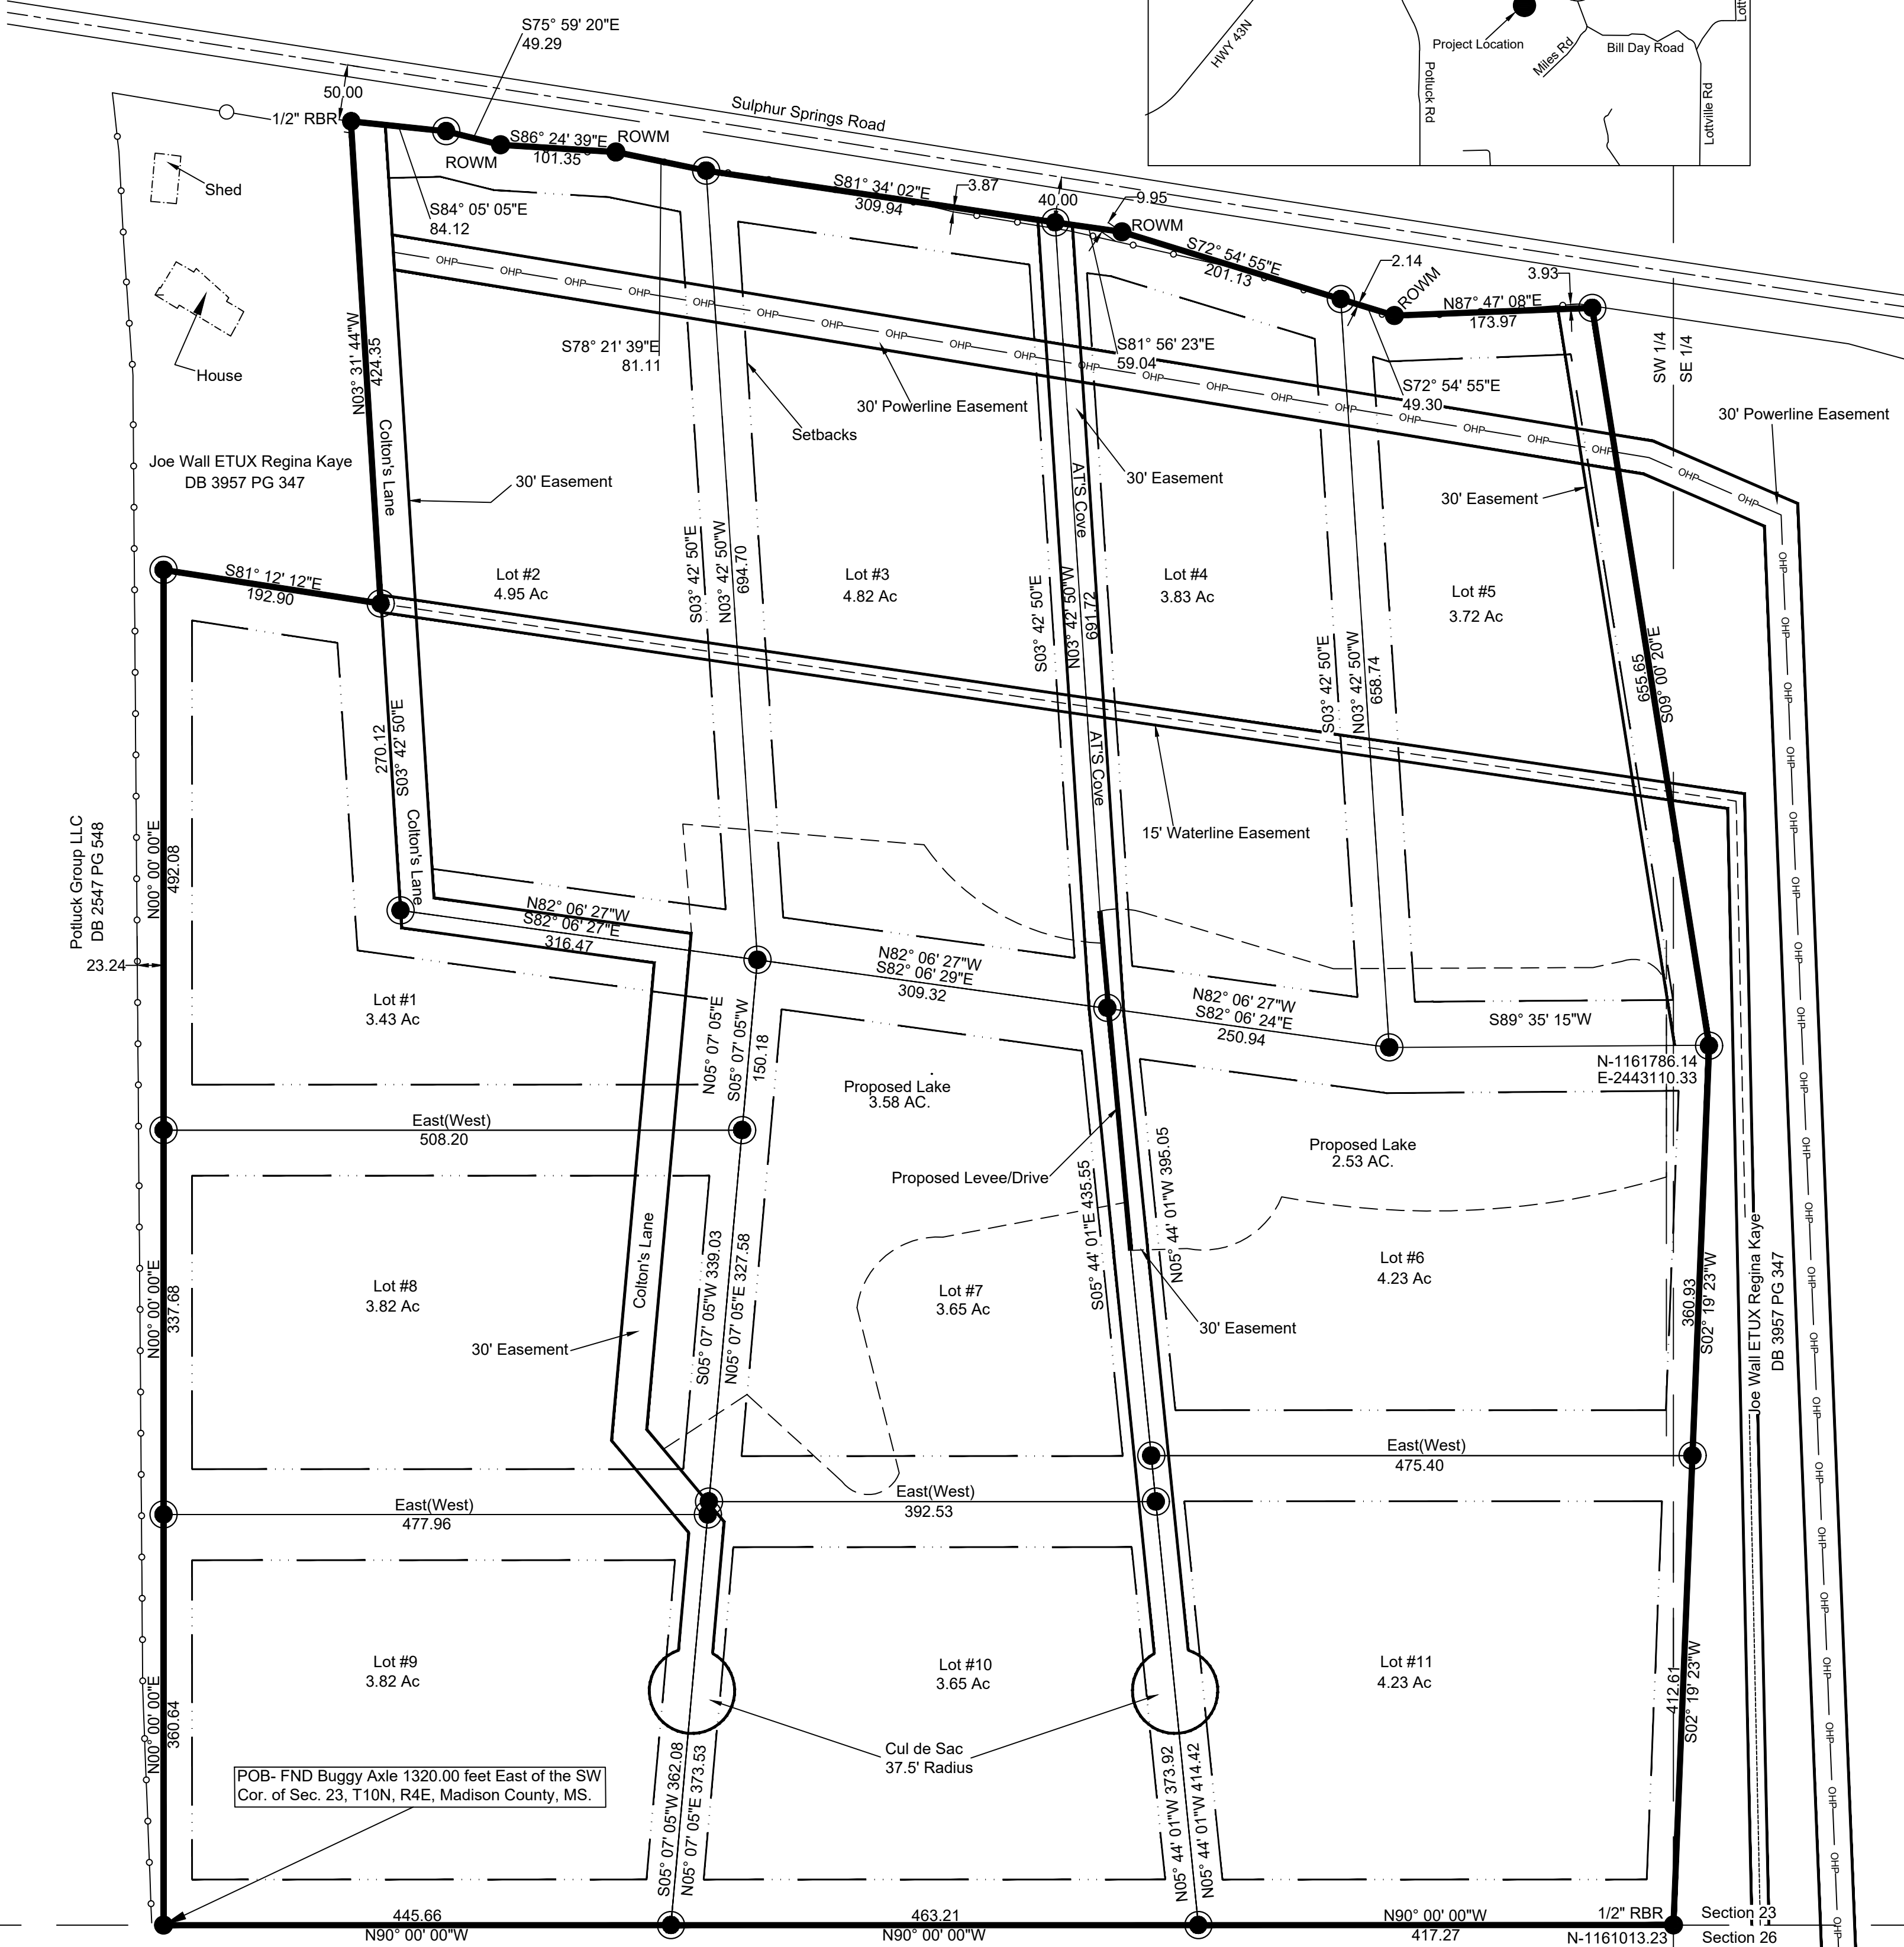 S75° 59' 20"E
49.29
HWY 43N
Project Location
Miles Rd
Bill Day Road
Potluck Rd
Lottville Rd
50.00
1/2" RBR
Sulphur Springs Road
ROWM
S86° 24' 39"E
101.35
ROWM
Shed
S84° 05' 05"E
84.12
S81° 34' 02"E
309.94
3.87
40.00
9.95
ROWM
S72° 54' 55"E
201.13
2.14
ROWM
3.93
N87° 47' 08"E
173.97
SW 1/4
SE 1/4
House
N03° 31' 44"W
424.35
S78° 21' 39"E
81.11
S81° 56' 23"E
59.04
S72° 54' 55"E
49.30
30' Powerline Easement
30' Powerline Easement
Setbacks
OHP
Joe Wall ETUX Regina Kaye
DB 3957 PG 347
Colton's Lane
30' Easement
AT'S Cove
30' Easement
30' Easement
S81° 12' 12"E
192.90
Lot #2
4.95 Ac
S03° 42' 50"E
N03° 42' 50"W
694.70
Lot #3
4.82 Ac
S03° 42' 50"E
N03° 42' 50"W
691.72
Lot #4
3.83 Ac
S03° 42' 50"E
N03° 42' 50"W
658.74
Lot #5
3.72 Ac
655.65
S09° 00' 20"E
270.12
S03° 42' 50"E
Colton's Lane
AT'S Cove
15' Waterline Easement
Potluck Group LLC
DB 2547 PG 548
N00° 00' 00"E
492.08
23.24
N82° 06' 27"W
S82° 06' 27"E
316.47
N82° 06' 27"W
S82° 06' 29"E
309.32
N82° 06' 27"W
S82° 06' 24"E
250.94
S89° 35' 15"W
N-1161786.14
E-2443110.33
Lot #1
3.43 Ac
N05° 07' 05"E
S05° 07' 05"W
150.18
Proposed Lake
3.58 AC.
East(West)
508.20
Proposed Lake
2.53 AC.
Proposed Levee/Drive
S05° 44' 01"E 435.55
N05° 44' 01"W 395.05
N00° 00' 00"E
337.68
Lot #8
3.82 Ac
Colton's Lane
30' Easement
S05° 07' 05"W 339.03
N05° 07' 05"E 327.58
Lot #7
3.65 Ac
Lot #6
4.23 Ac
30' Easement
360.93
S02° 19' 23"W
Joe Wall ETUX Regina Kaye
DB 3957 PG 347
East(West)
475.40
East(West)
477.96
East(West)
392.53
N00° 00' 00"E
360.64
Lot #9
3.82 Ac
Lot #10
3.65 Ac
Lot #11
4.23 Ac
412.61
S02° 19' 23"W
Cul de Sac
37.5' Radius
POB- FND Buggy Axle 1320.00 feet East of the SW
Cor. of Sec. 23, T10N, R4E, Madison County, MS.
S05° 07' 05"W 362.08
N05° 07' 05"E 373.53
N05° 44' 01"W 373.92
N05° 44' 01"W 414.42
445.66
N90° 00' 00"W
463.21
N90° 00' 00"W
N90° 00' 00"W
417.27
1/2" RBR
N-1161013.23
Section 23
Section 26